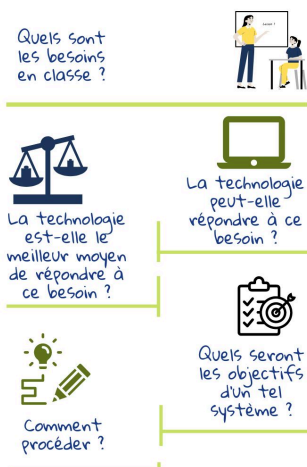 Quels sont
les besoins
en classe ?
La technologie
peut-elle
répondre à ce
besoin ?
La technologie
est-elle le
meilleur moyen
de répondre à
ce besoin ?
Quels seront
les objectifs
d'un tel
système ?
Comment
procéder ?